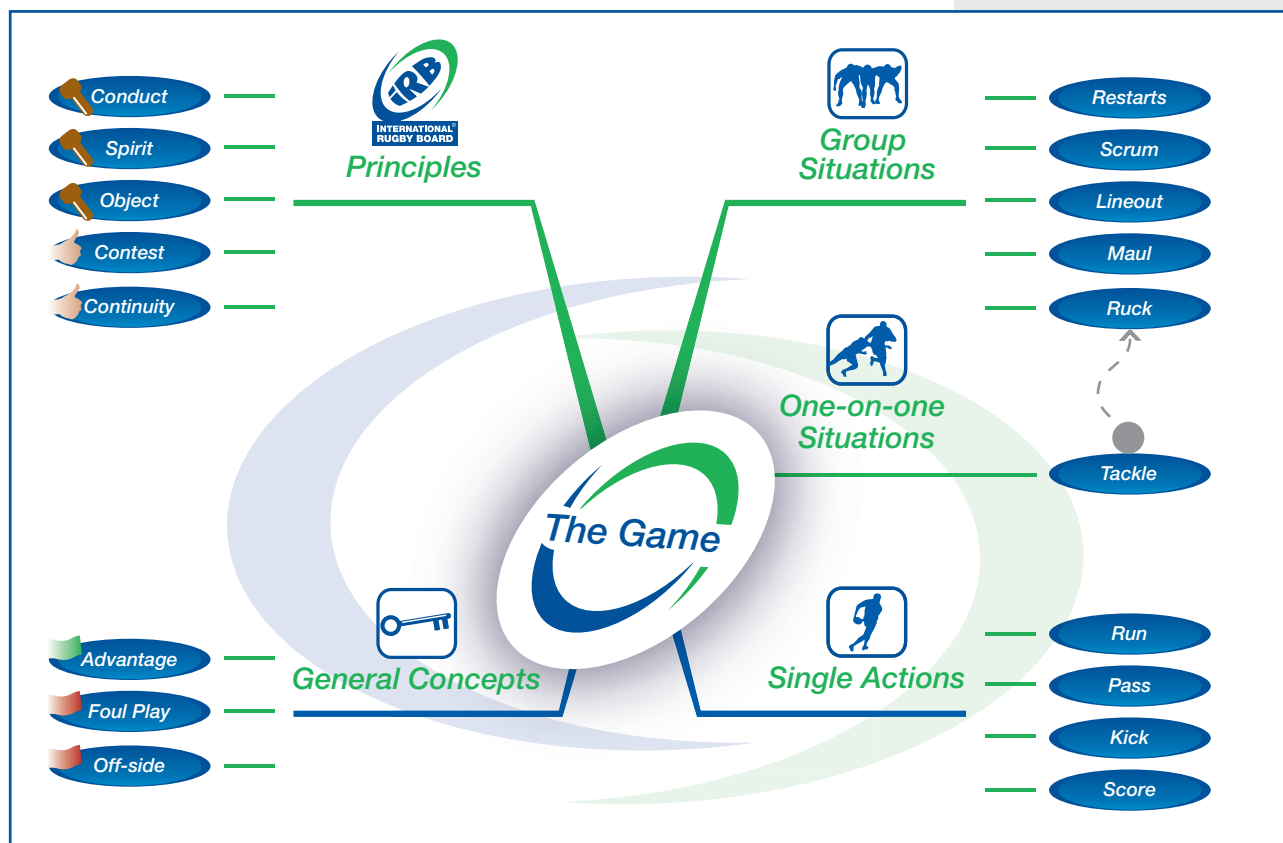 Conduct
Spirit
Object
Contest
Continuity
iRB
INTERNATIONAL®
RUGBY BOARD
Principles
Group
Situations
Restarts
Scrum
Lineout
Maul
Ruck
One-on-one
Situations
Tackle
The Game
General Concepts
Advantage
Foul Play
Off-side
Single Actions
Run
Pass
Kick
Score